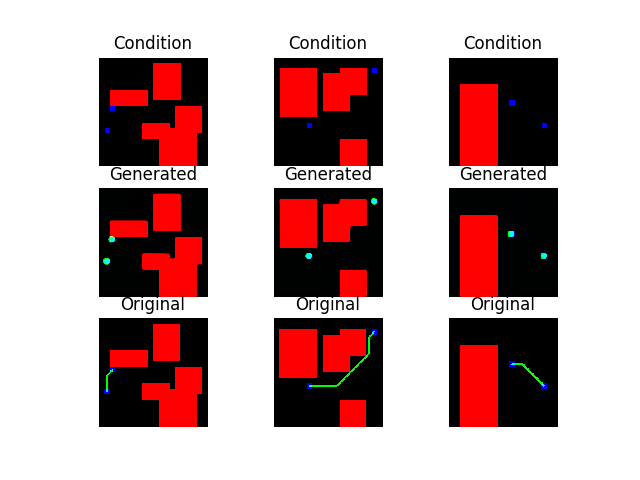 Condition Condition Condition
Generated Generated Generated
Original Original Original